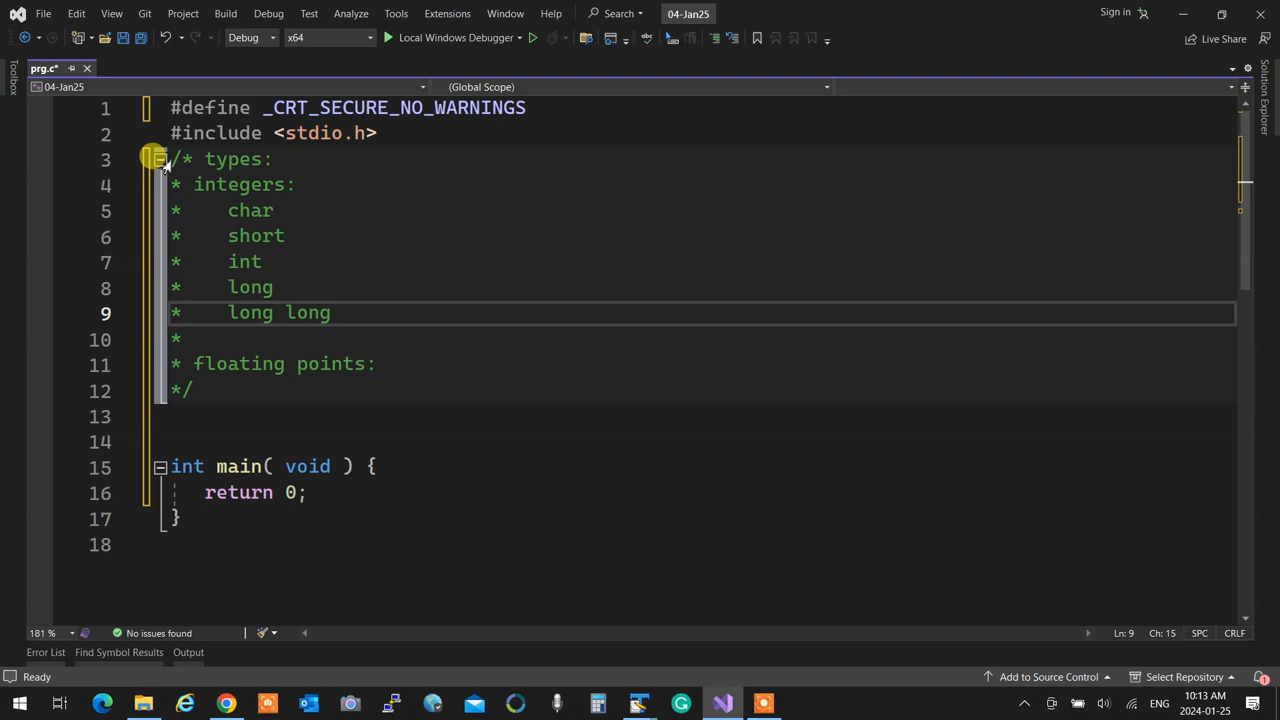 File Edit View Git Project Build Debug Test Analyze Tools Extensions Window Help Search 04-Jan25 Sign in
Debug x64 Local Windows Debugger Live Share
Toolbox
Solution Explorer
prg.c*
04-Jan25 (Global Scope)
1 #define _CRT_SECURE_NO_WARNINGS
2 #include <stdio.h>
3 /* types:
4 * integers:
5 * char
6 * short
7 * int
8 * long
9 * long long
10 *
11 * floating points:
12 */
13
14
15 int main( void ) {
16 return 0;
17 }
18
181 % No issues found Ln: 9 Ch: 15 SPC CRLF
Error List Find Symbol Results Output
Ready Add to Source Control Select Repository 1
ENG 10:13 AM
2024-01-25